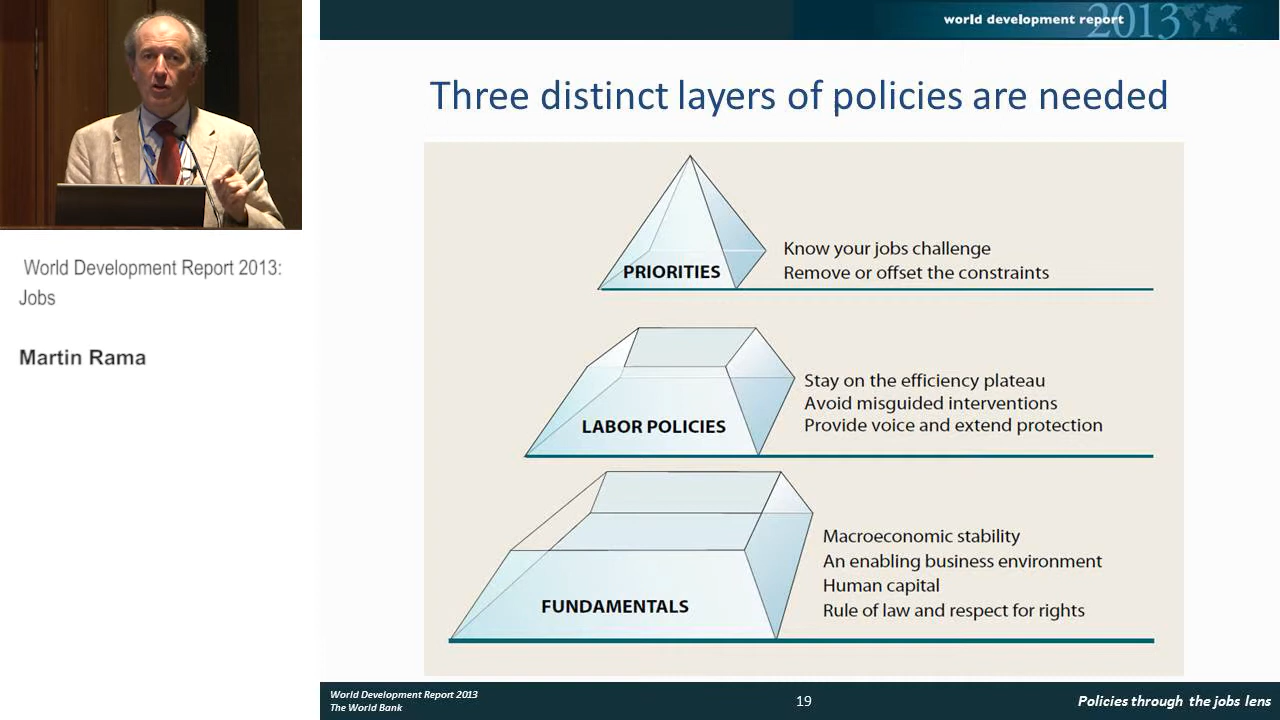 world development report 2013
Three distinct layers of policies are needed
PRIORITIES
Know your jobs challenge
Remove or offset the constraints
LABOR POLICIES
Stay on the efficiency plateau
Avoid misguided interventions
Provide voice and extend protection
FUNDAMENTALS
Macroeconomic stability
An enabling business environment
Human capital
Rule of law and respect for rights
World Development Report 2013:
Jobs
Martin Rama
World Development Report 2013
The World Bank
19
Policies through the jobs lens